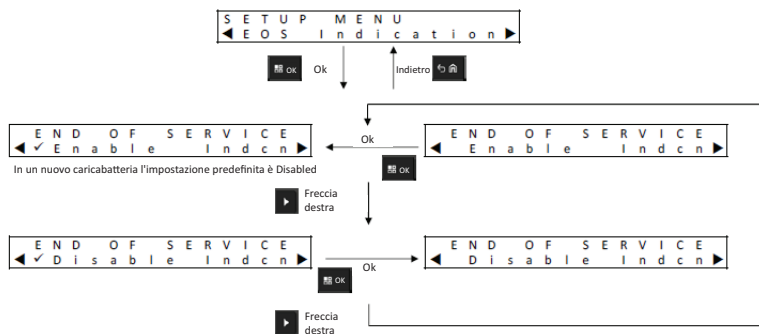 SETUP MENU
◀EOS Indication▶
OK
Ok
Indietro
END OF SERVICE
◀✓Enable Indcn▶
Ok
END OF SERVICE
◀ Enable Indcn▶
In un nuovo caricabatteria l'impostazione predefinita è Disabled
OK
Freccia
destra
END OF SERVICE
◀✓Disable Indcn▶
OK
Ok
END OF SERVICE
◀ Disable Indcn▶
Freccia
destra